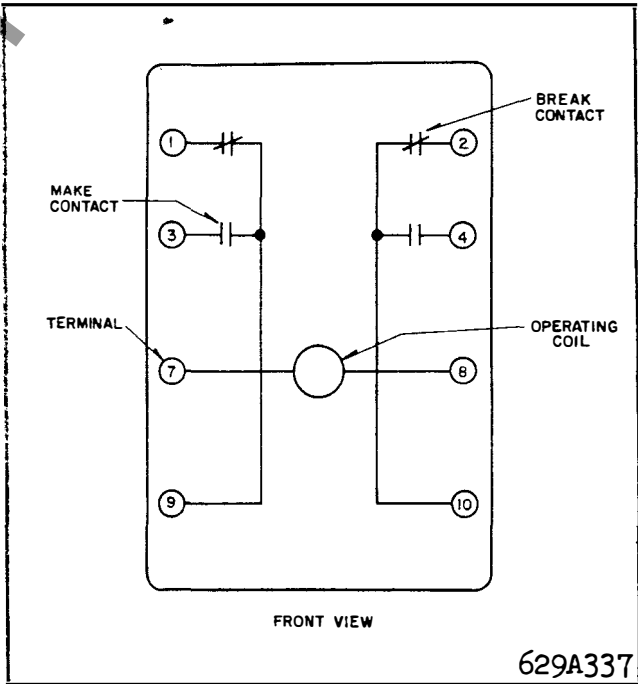 BREAK
CONTACT
1
2
MAKE
CONTACT
3
4
TERMINAL
OPERATING
COIL
7
8
9
10
FRONT VIEW
629A337